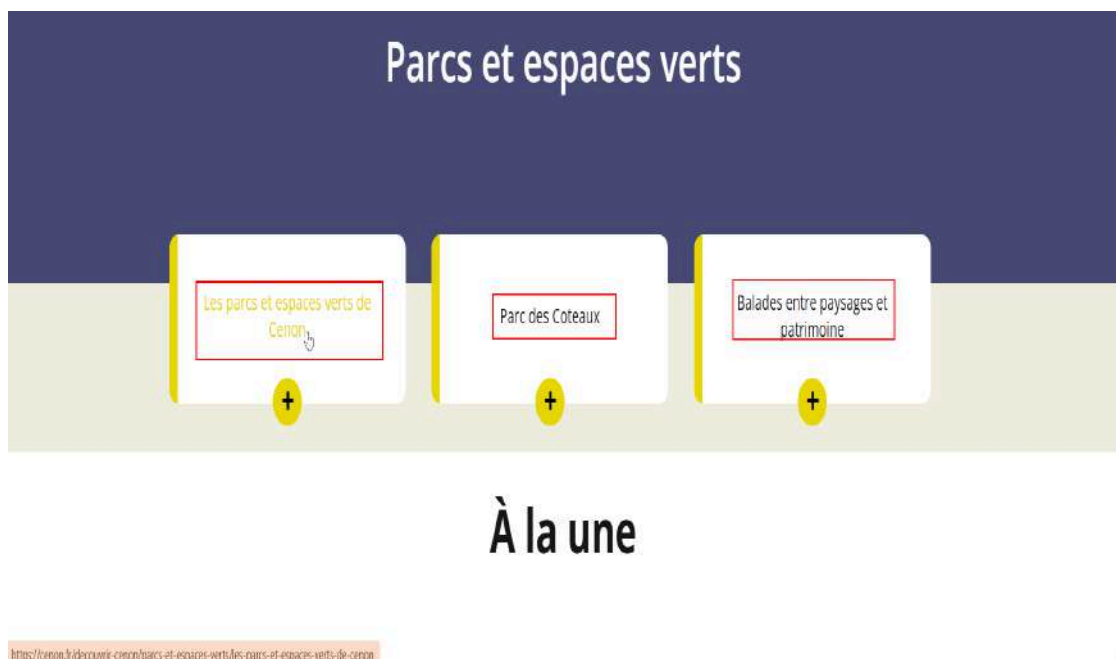 Parcs et espaces verts
Les parcs et espaces verts de
Cenon
Parc des Coteaux
Balades entre paysages et
patrimoine
+
+
+
À la une
https://cenon.fr/decouvrir-cenon/parcs-et-espaces-verts/les-parcs-et-espaces-verts-de-cenon